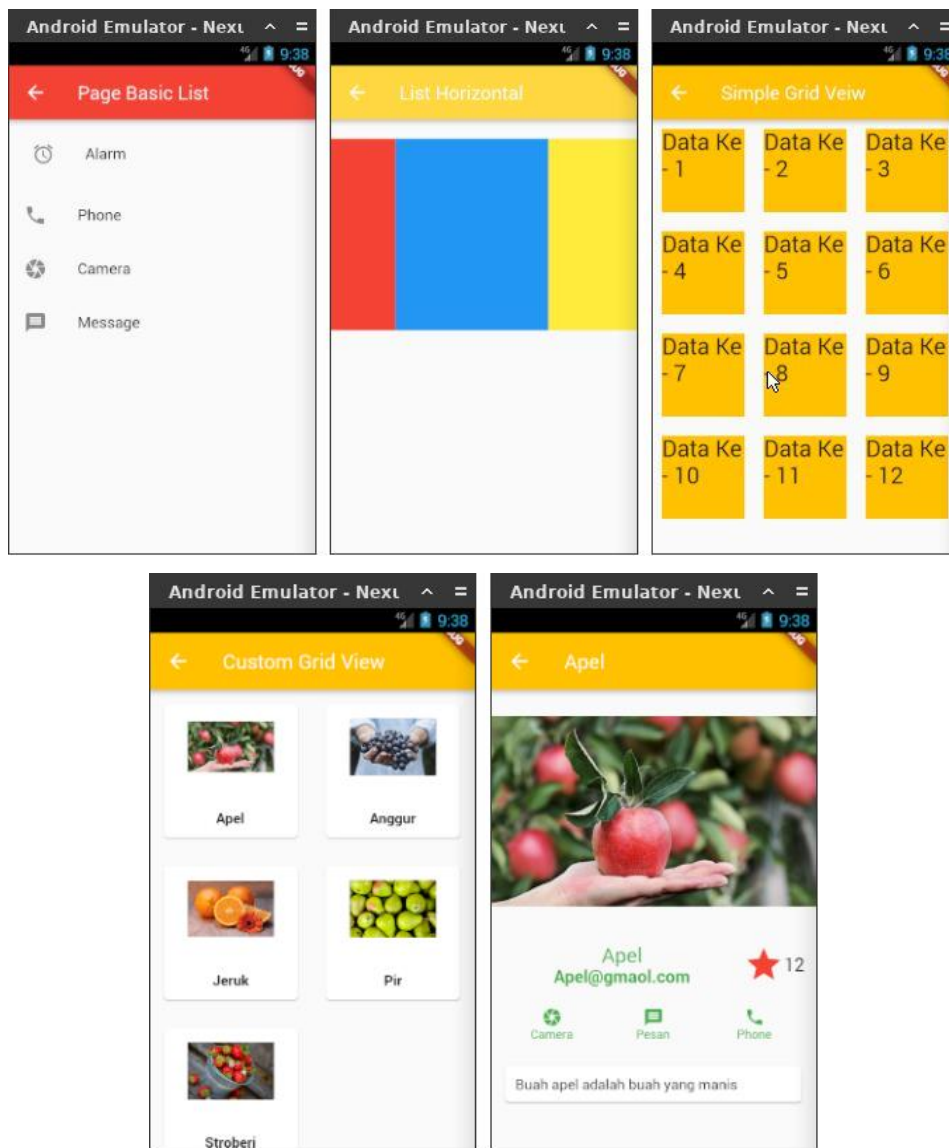 Android Emulator - Nexu
9:38
Page Basic List
Alarm
Phone
Camera
Message
Android Emulator - Nexu
9:38
List Horizontal
Android Emulator - Nexu
9:38
Simple Grid Veiw
Data Ke
- 1
Data Ke
- 2
Data Ke
- 3
Data Ke
- 4
Data Ke
- 5
Data Ke
- 6
Data Ke
- 7
Data Ke
- 8
Data Ke
- 9
Data Ke
- 10
Data Ke
- 11
Data Ke
- 12
Android Emulator - Nexu
4G 9:38
Custom Grid View
Apel
Anggur
Jeruk
Pir
Stroberi
Android Emulator - Nexu
4G 9:38
Apel
Apel
Apel@gmaol.com
12
Camera
Pesan
Phone
Buah apel adalah buah yang manis